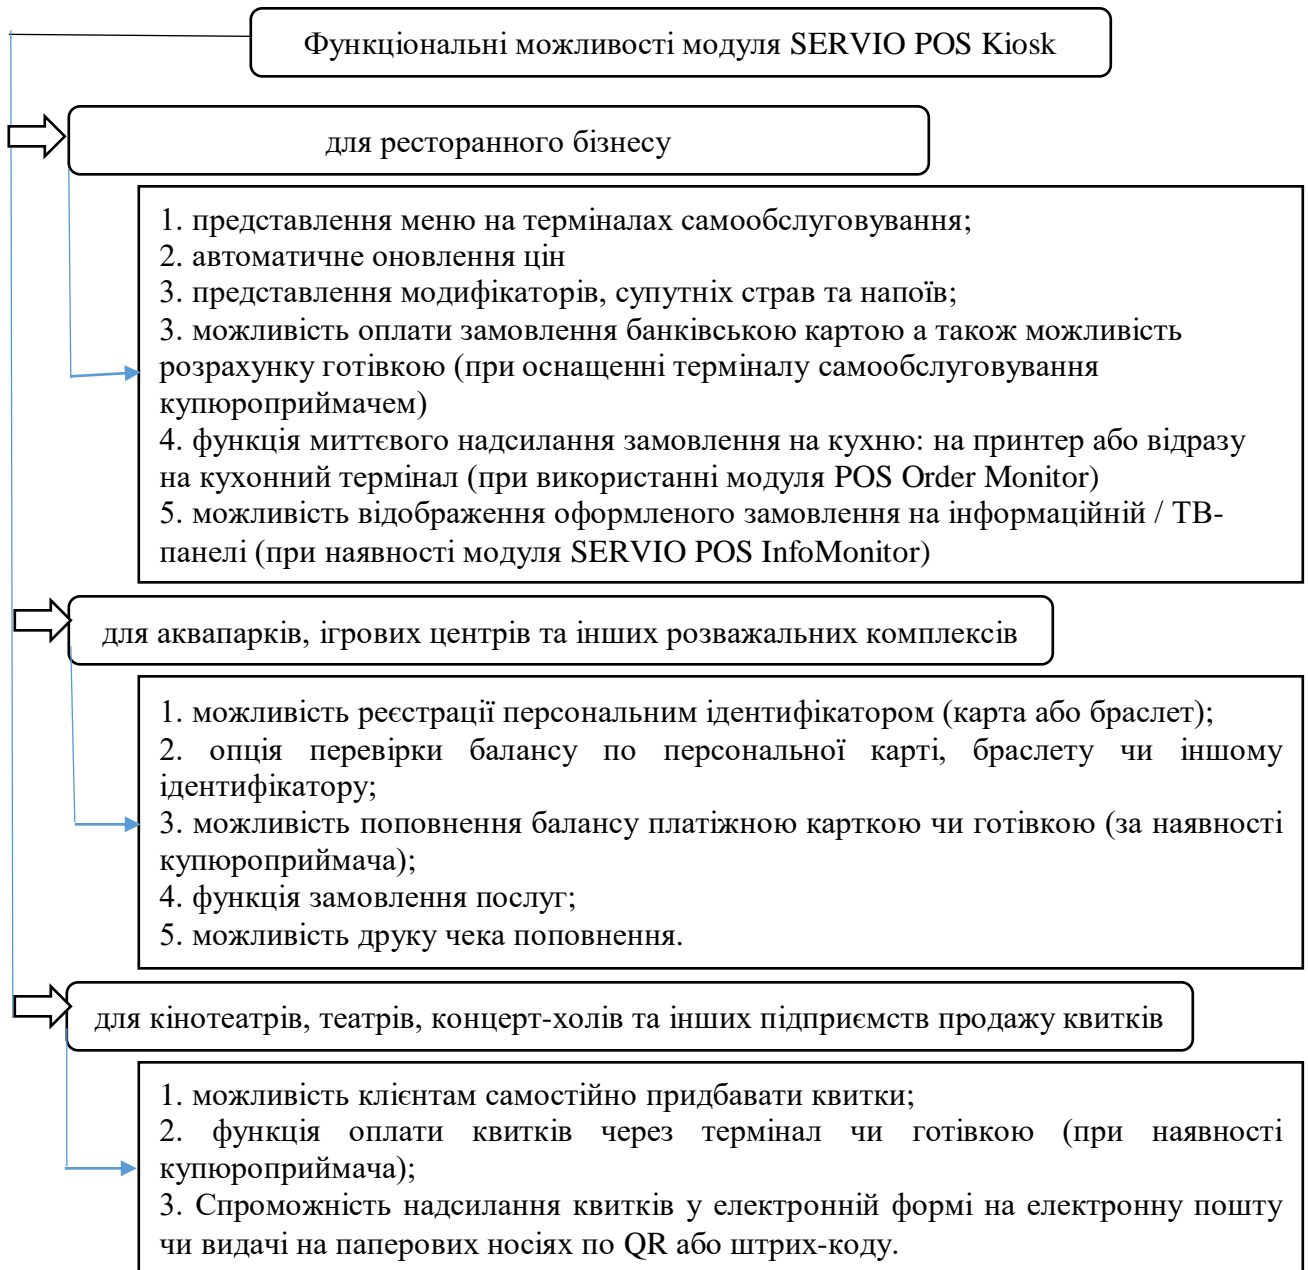 Функціональні можливості модуля SERVIO POS Kiosk
для ресторанного бізнесу
1. представлення меню на терміналах самообслуговування;
2. автоматичне оновлення цін
3. представлення модифікаторів, супутніх страв та напоїв;
3. можливість оплати замовлення банківською картою а також можливість
розрахунку готівкою (при оснащенні терміналу самообслуговування
купюроприймачем)
4. функція миттєвого надсилання замовлення на кухню: на принтер або відразу
на кухонний термінал (при використанні модуля POS Order Monitor)
5. можливість відображення оформленого замовлення на інформаційній / ТВ-
панелі (при наявності модуля SERVIO POS InfoMonitor)
для аквапарків, ігрових центрів та інших розважальних комплексів
1. можливість реєстрації персональним ідентифікатором (карта або браслет);
2. опція перевірки балансу по персональної карті, браслету чи іншому
ідентифікатору;
3. можливість поповнення балансу платіжною карткою чи готівкою (за наявності
купюроприймача);
4. функція замовлення послуг;
5. можливість друку чека поповнення.
для кінотеатрів, театрів, концерт-холів та інших підприємств продажу квитків
1. можливість клієнтам самостійно придбавати квитки;
2. функція оплати квитків через термінал чи готівкою (при наявності
купюроприймача);
3. Спроможність надсилання квитків у електронній формі на електронну пошту
чи видачі на паперових носіях по QR або штрих-коду.